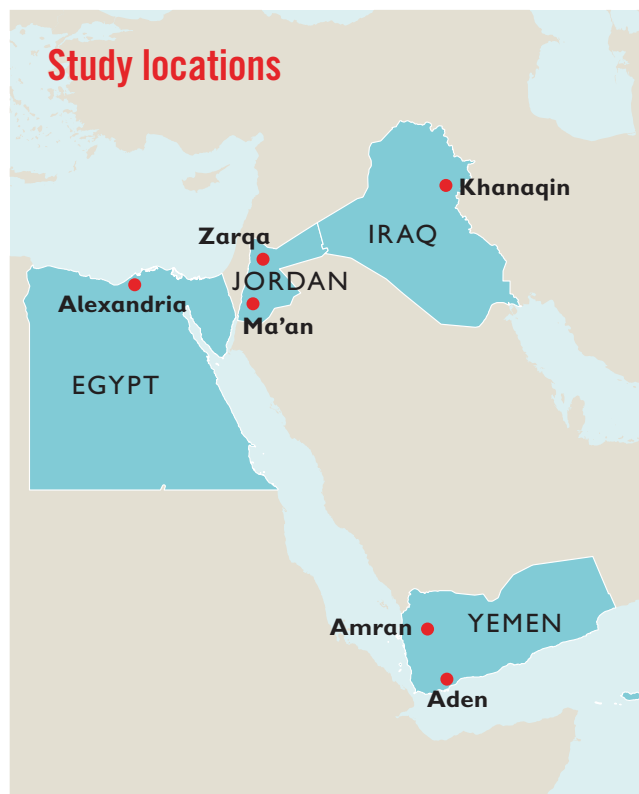 Study locations
Khanaqin
IRAQ
Zarqa
JORDAN
Alexandria
Ma’an
EGYPT
Amran
YEMEN
Aden